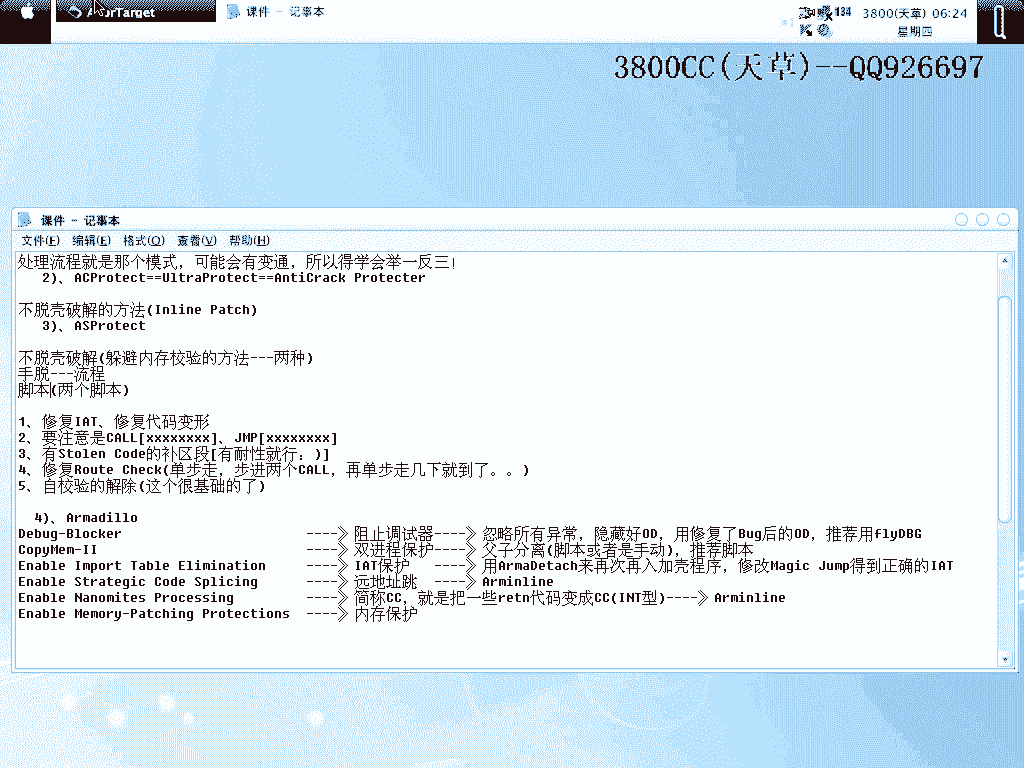 rTarget
课件 - 记事本
134
3800(天草) 06:24
星期四
3800CC(天草)--QQ926697
课件 - 记事本
文件(F) 编辑(E) 格式(O) 查看(V) 帮助(H)
处理流程就是那个模式，可能会有变通，所以得学会举一反三！
2)、ACProtect==UltraProtect==AntiCrack Protecter
不脱壳破解的方法(Inline Patch)
3)、ASProtect
不脱壳破解(躲避内存校验的方法---两种)
手脱---流程
脚本(两个脚本)
1、修复IAT、修复代码变形
2、要注意是CALL[xxxxxxxx]、JMP[xxxxxxxx]
3、有Stolen Code的补区段[有耐性就行：)]
4、修复Route Check(单步走，步进两个CALL，再单步走几下就到了。。)
5、自校验的解除(这个很基础的了)
4)、Armadillo
Debug-Blocker ----》阻止调试器----》忽略所有异常，隐藏好OD，用修复了Bug后的OD，推荐用flyDBG
CopyMem-II ----》双进程保护----》父子分离(脚本或者是手动)，推荐脚本
Enable Import Table Elimination ----》IAT保护 ----》用ArmaDetach来再次再入加壳程序，修改Magic Jump得到正确的IAT
Enable Strategic Code Splicing ----》远地址跳 ----》Arminline
Enable Nanomites Processing ----》简称CC，就是把一些retn代码变成CC(INT型)----》Arminline
Enable Memory-Patching Protections ----》内存保护